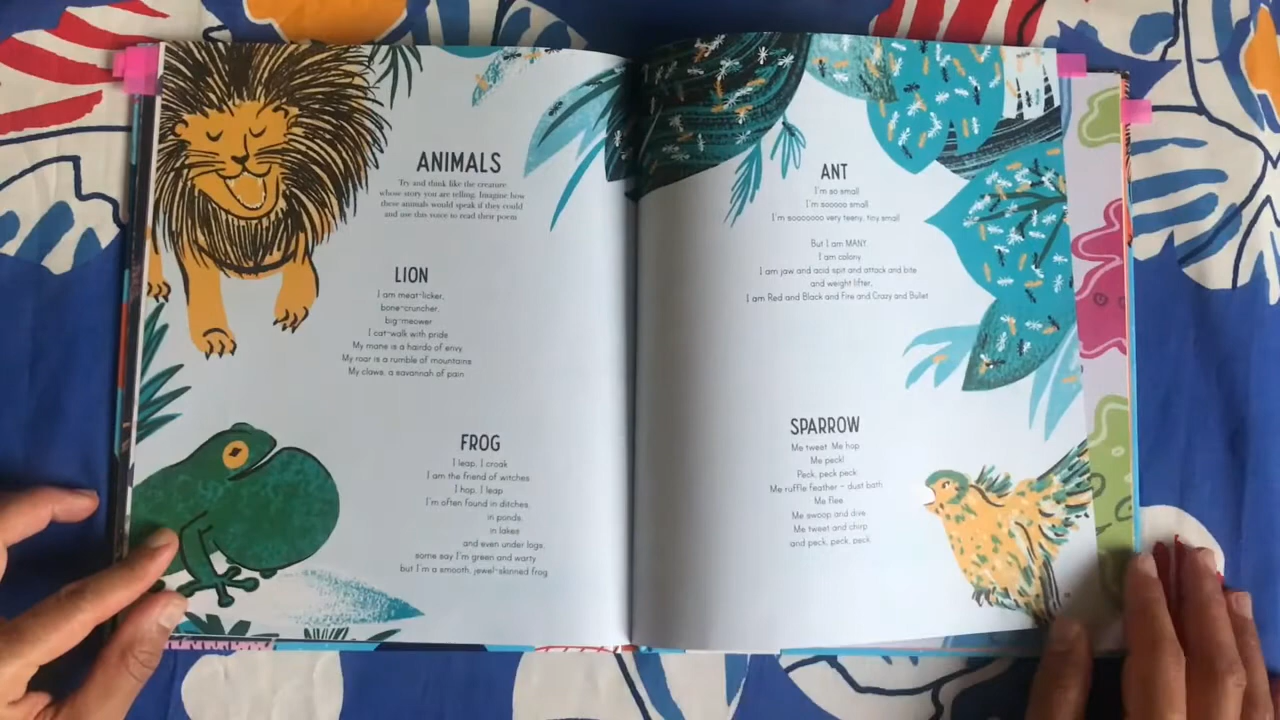 ANIMALS
Try and think like the creature
whose story you are telling. Imagine how
these animals would speak if they could
and use this voice to read their poem
LION
I am meat-licker,
bone-cruncher,
big-meower
I cat-walk with pride
My mane is a hairdo of envy
My roar is a rumble of mountains
My claws, a savannah of pain
FROG
I leap, I croak
I am the friend of witches
I hop, I leap
I'm often found in ditches,
in ponds,
in lakes
and even under logs,
some say I'm green and warty
but I'm a smooth, jewel-skinned frog
ANT
I'm so small
I'm sooooo small
I'm sooooooo very teeny, tiny small
But I am MANY
I am colony
I am jaw and acid spit and attack and bite
and weight lifter,
I am Red and Black and Fire and Crazy and Bullet
SPARROW
Me tweet Me hop
Me peck!
Peck, peck peck
Me ruffle feather – dust bath
Me flee
Me swoop and dive
Me tweet and chirp
and peck, peck, peck